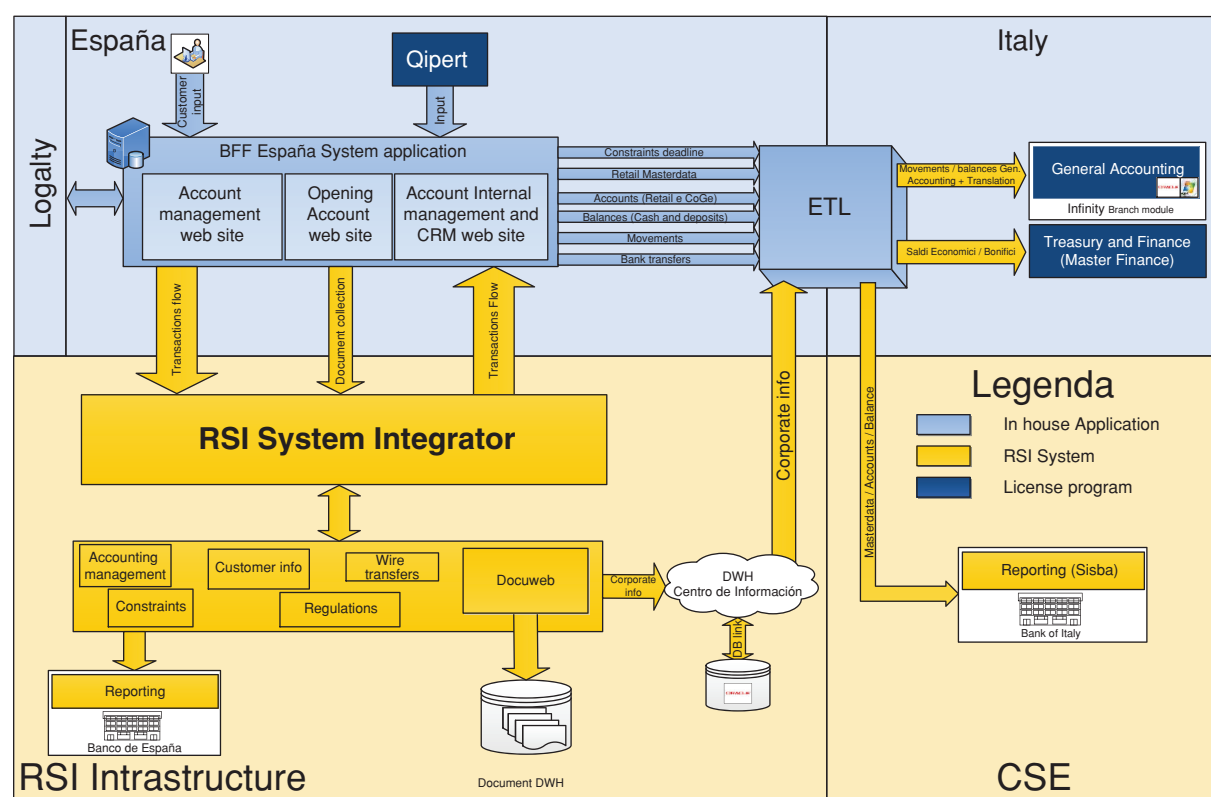 España
Italy
Logalty
Customer
input
Qipert
Input
BFF España System application
Account
management
web site
Opening
Account
web site
Account Internal
management and
CRM web site
Constraints deadline
Retail Masterdata
Accounts (Retail e CoGe)
Balances (Cash and deposits)
Movements
Bank transfers
ETL
Movements / balances Gen.
Accounting + Translation
General Accounting
ORACLE
Infinity Branch module
Saldi Economici / Bonifici
Treasury and Finance
(Master Finance)
Transactions flow
Document collection
Transactions Flow
RSI System Integrator
Corporate info
Masterdata / Accounts / Balance
Legenda
In house Application
RSI System
License program
Accounting
management
Customer info
Wire
transfers
Constraints
Regulations
Docuweb
Corporate
info
DWH
Centro de Información
DB link
ORACLE
Reporting (Sisba)
Bank of Italy
Reporting
Banco de España
Document DWH
RSI Intrastructure
CSE